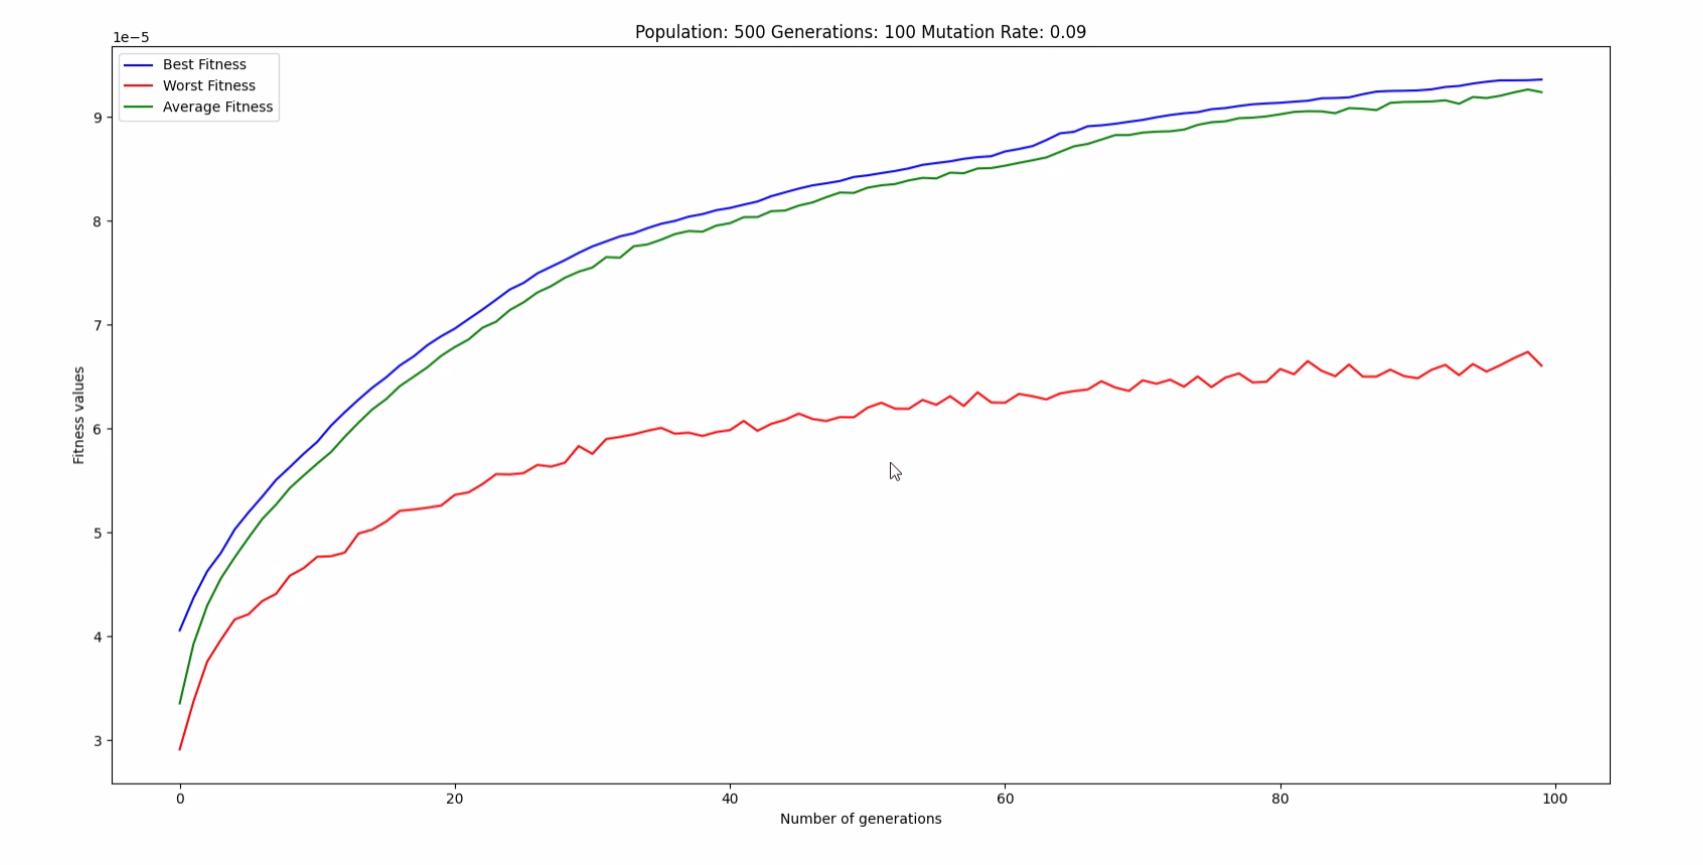 Population: 500 Generations: 100 Mutation Rate: 0.09
1e−5
Best Fitness
Worst Fitness
Average Fitness
9
8
7
6
5
4
3
Fitness values
0 20 40 60 80 100
Number of generations